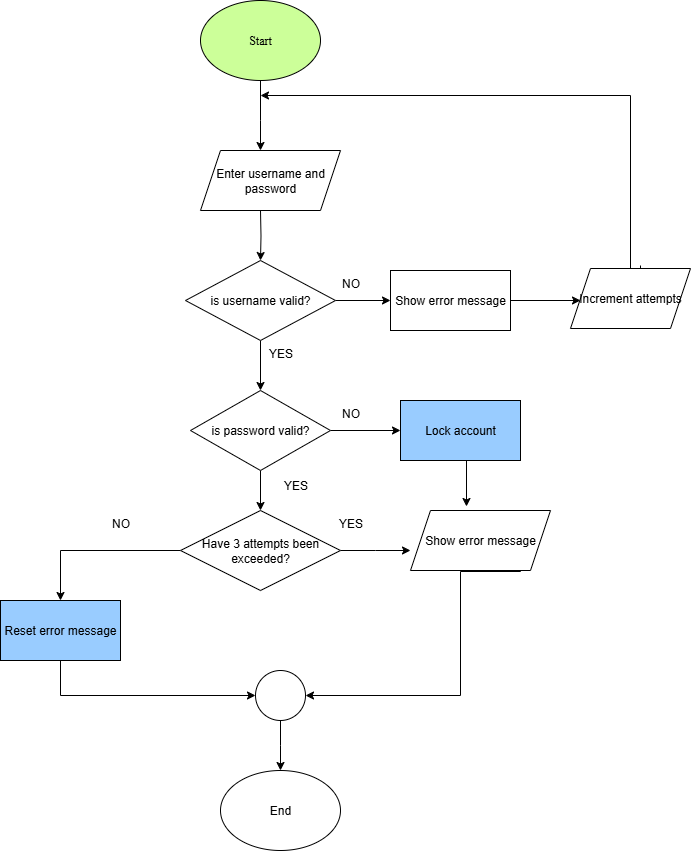 Start
Enter username and
password
is username valid?
NO
Show error message
Increment attempts
YES
is password valid?
NO
Lock account
YES
Have 3 attempts been
exceeded?
NO
YES
Show error message
Reset error message
End